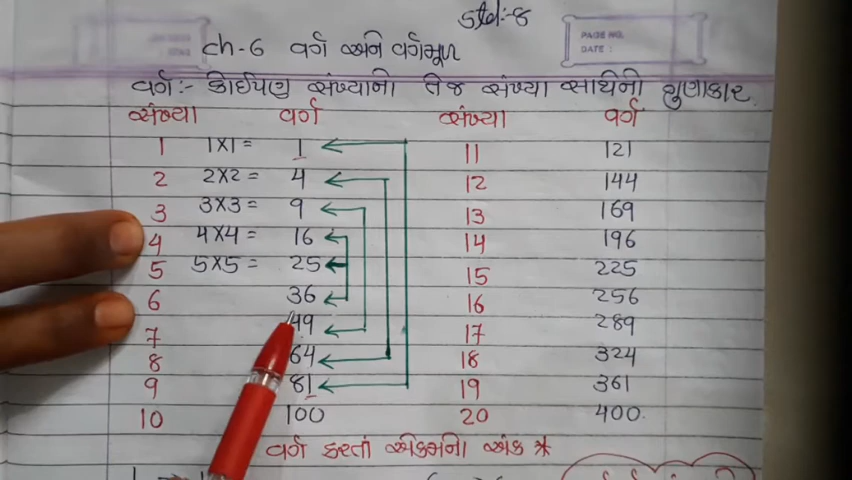 Std:-8
PAGE NO.
DATE :
ch-6 વર્ગ અને વર્ગમૂળ
વર્ગ:- કોઈપણ સંખ્યાનો તેજ સંખ્યા સાથેનો ગુણાકાર.
સંખ્યા વર્ગ સંખ્યા વર્ગ
1 1×1= 1 11 121
2 2×2= 4 12 144
3 3×3= 9 13 169
4 4×4= 16 14 196
5 5×5= 25 15 225
6 36 16 256
7 49 17 289
8 64 18 324
9 81 19 361
10 100 20 400
વર્ગ કરતાં એકમનો અંક *